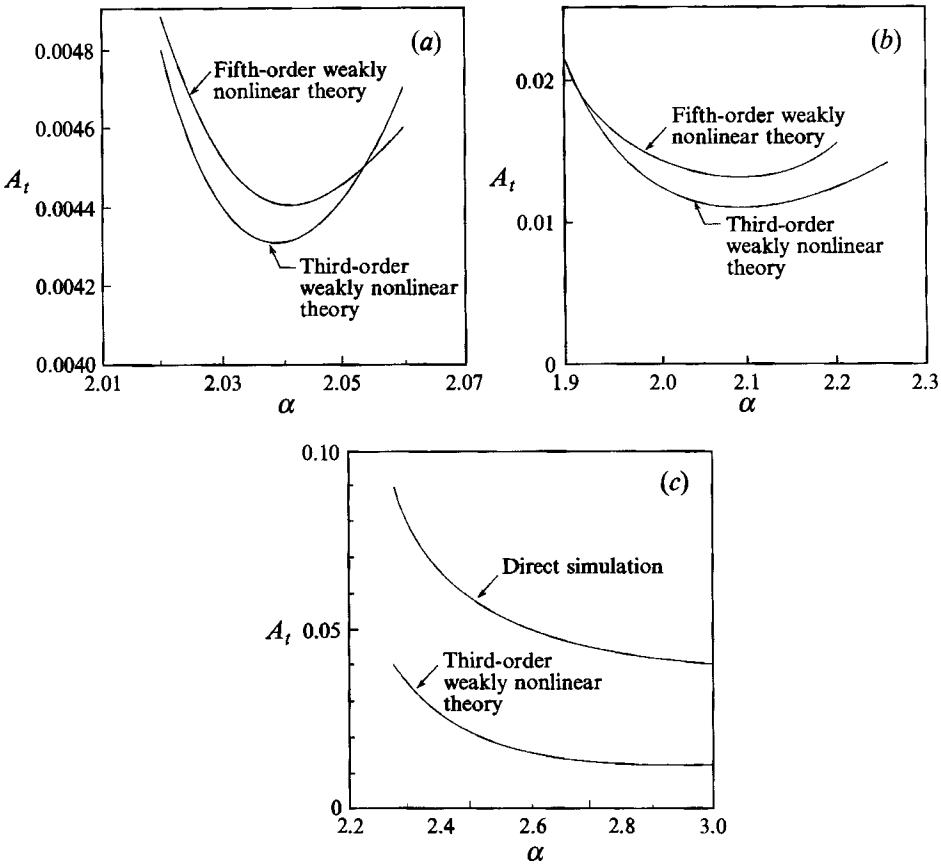 (a)
0.0048
0.0046
A_t
0.0044
0.0042
0.0040
Fifth-order weakly
nonlinear theory
Third-order
weakly nonlinear
theory
2.01
2.03
2.05
2.07
α
(b)
0.02
A_t
0.01
0
Fifth-order weakly
nonlinear theory
Third-order
weakly nonlinear
theory
1.9
2.0
2.1
2.2
2.3
α
(c)
0.10
A_t
0.05
0
Direct simulation
Third-order
weakly nonlinear
theory
2.2
2.4
2.6
2.8
3.0
α